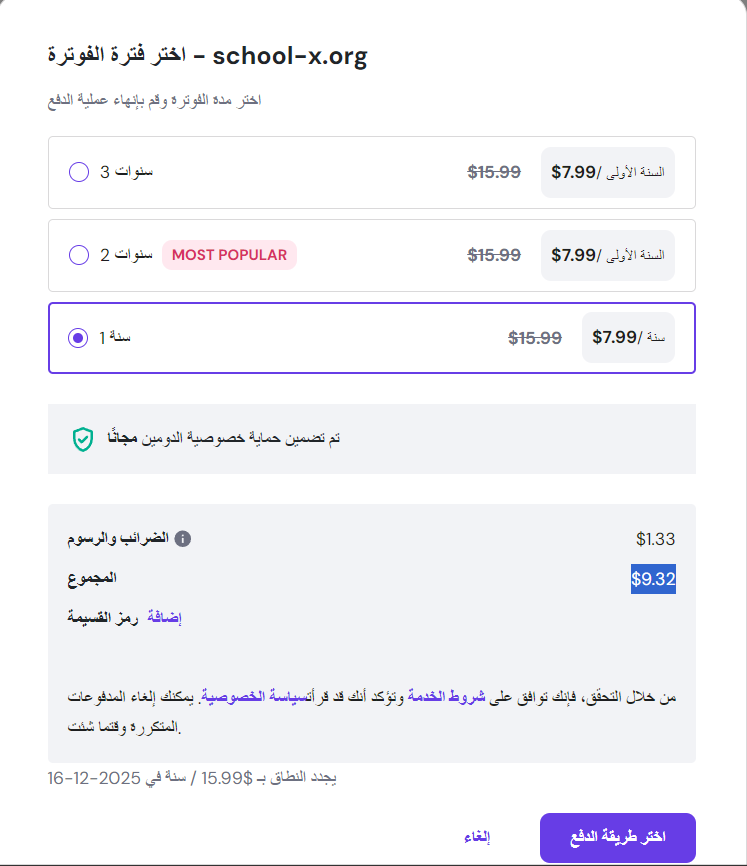 اختر فترة الفوترة – school-x.org
اختر مدة الفوترة وقم بإنهاء عملية الدفع
3 سنوات $15.99 $7.99/ السنة الأولى
2 سنوات MOST POPULAR $15.99 $7.99/ السنة الأولى
1 سنة $15.99 $7.99/ سنة
تم تضمين حماية خصوصية الدومين مجانًا
الضرائب والرسوم $1.33
المجموع $9.32
رمز القسيمة إضافة
من خلال التحقق، فإنك توافق على شروط الخدمة وتؤكد أنك قد قرأتسياسة الخصوصية. يمكنك إلغاء المدفوعات
المتكررة وقتما شئت.
يجدد النطاق بـ $15.99 / سنة في 2025-12-16
إلغاء
اختر طريقة الدفع